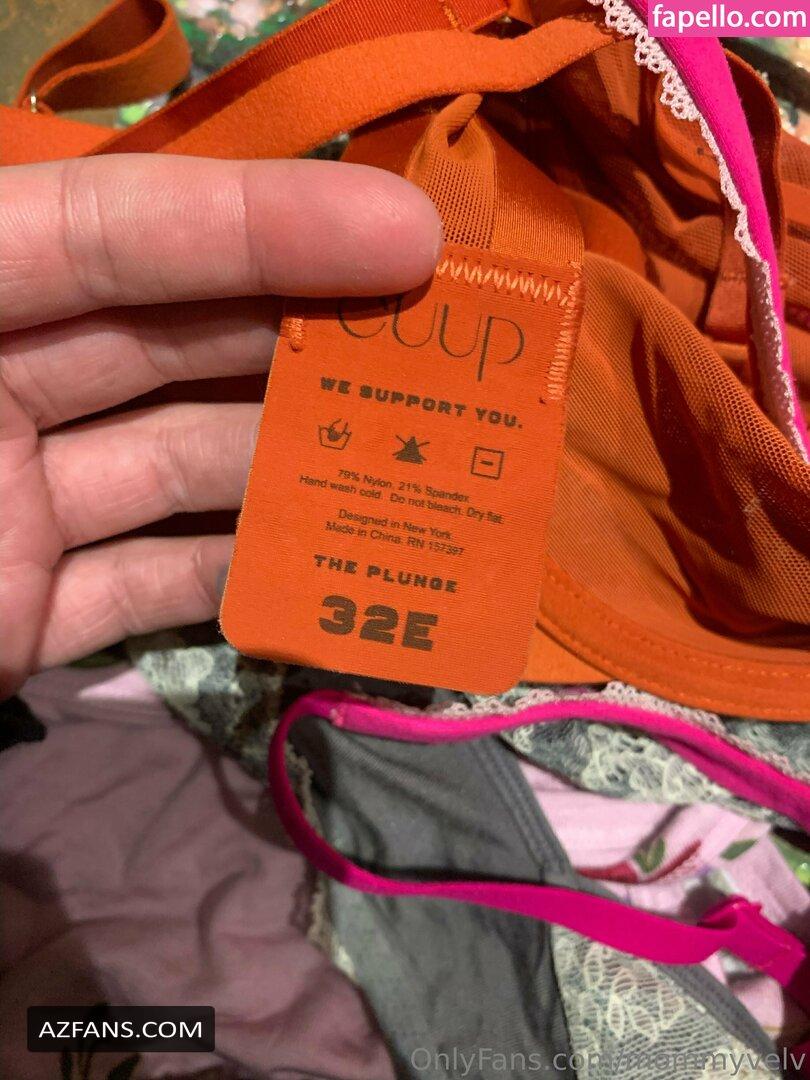 fapello.com
CUUP
WE SUPPORT YOU.
79% Nylon, 21% Spandex
Hand wash cold. Do not bleach. Dry flat.
Designed in New York
Made in China. RN 157397
THE PLUNGE
32E
AZFANS.COM
OnlyFans.com/mommyvelv